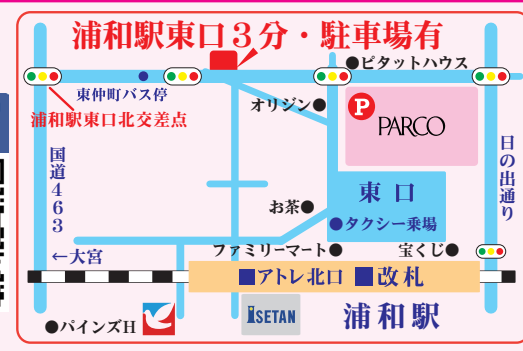 浦和駅東口3分・駐車場有
●ピタットハウス
東仲町バス停
浦和駅東口北交差点
オリジン●
P
PARCO
国道463
日の出通り
お茶●
東口
●タクシー乗場
←大宮
ファミリーマート●
宝くじ●
■アトレ北口 ■改札
●パインズH
ISETAN
浦和駅